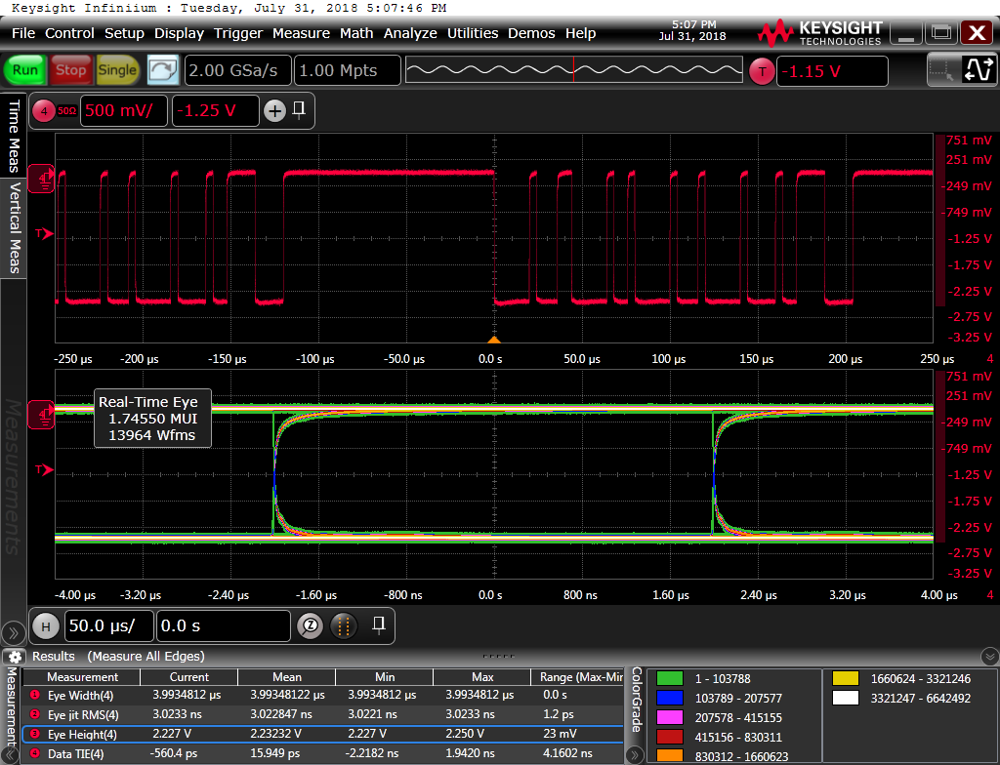 Keysight Infiniium : Tuesday, July 31, 2018 5:07:46 PM
File Control Setup Display Trigger Measure Math Analyze Utilities Demos Help
5:07 PM
Jul 31, 2018
KEYSIGHT
TECHNOLOGIES
X
Run Stop Single 2.00 GSa/s 1.00 Mpts T -1.15 V
4 50Ω 500 mV/ -1.25 V +
Time Meas
Vertical Meas
Measurements
751 mV
251 mV
-249 mV
-749 mV
T -1.25 V
-1.75 V
-2.25 V
-2.75 V
-3.25 V
-250 µs -200 µs -150 µs -100 µs -50.0 µs 0.0 s 50.0 µs 100 µs 150 µs 200 µs 250 µs 4
Real-Time Eye
1.74550 MUI
13964 Wfms
751 mV
251 mV
-249 mV
-749 mV
T -1.25 V
-1.75 V
-2.25 V
-2.75 V
-3.25 V
-4.00 µs -3.20 µs -2.40 µs -1.60 µs -800 ns 0.0 s 800 ns 1.60 µs 2.40 µs 3.20 µs 4.00 µs 4
H 50.0 µs/ 0.0 s Z
Results (Measure All Edges)
Measurement
Measurement Current Mean Min Max Range (Max-Min
1 Eye Width(4) 3.9934812 µs 3.99348122 µs 3.9934812 µs 3.9934812 µs 0.0 s
2 Eye jit RMS(4) 3.0233 ns 3.022847 ns 3.0221 ns 3.0233 ns 1.2 ps
3 Eye Height(4) 2.227 V 2.23232 V 2.227 V 2.250 V 23 mV
4 Data TIE(4) -560.4 ps 15.949 ps -2.2182 ns 1.9420 ns 4.1602 ns
ColorGrade
1 - 103788
103789 - 207577
207578 - 415155
415156 - 830311
830312 - 1660623
1660624 - 3321246
3321247 - 6642492